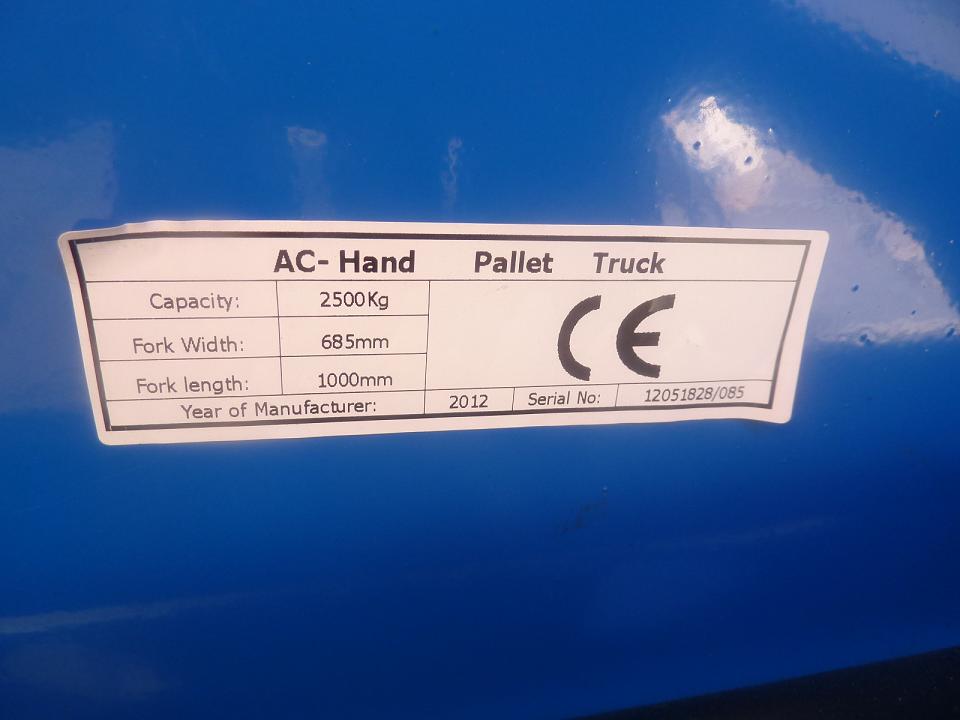 AC- Hand Pallet Truck
Capacity: 2500Kg
Fork Width: 685mm
Fork length: 1000mm
CE
Year of Manufacturer: 2012 Serial No: 12051828/085